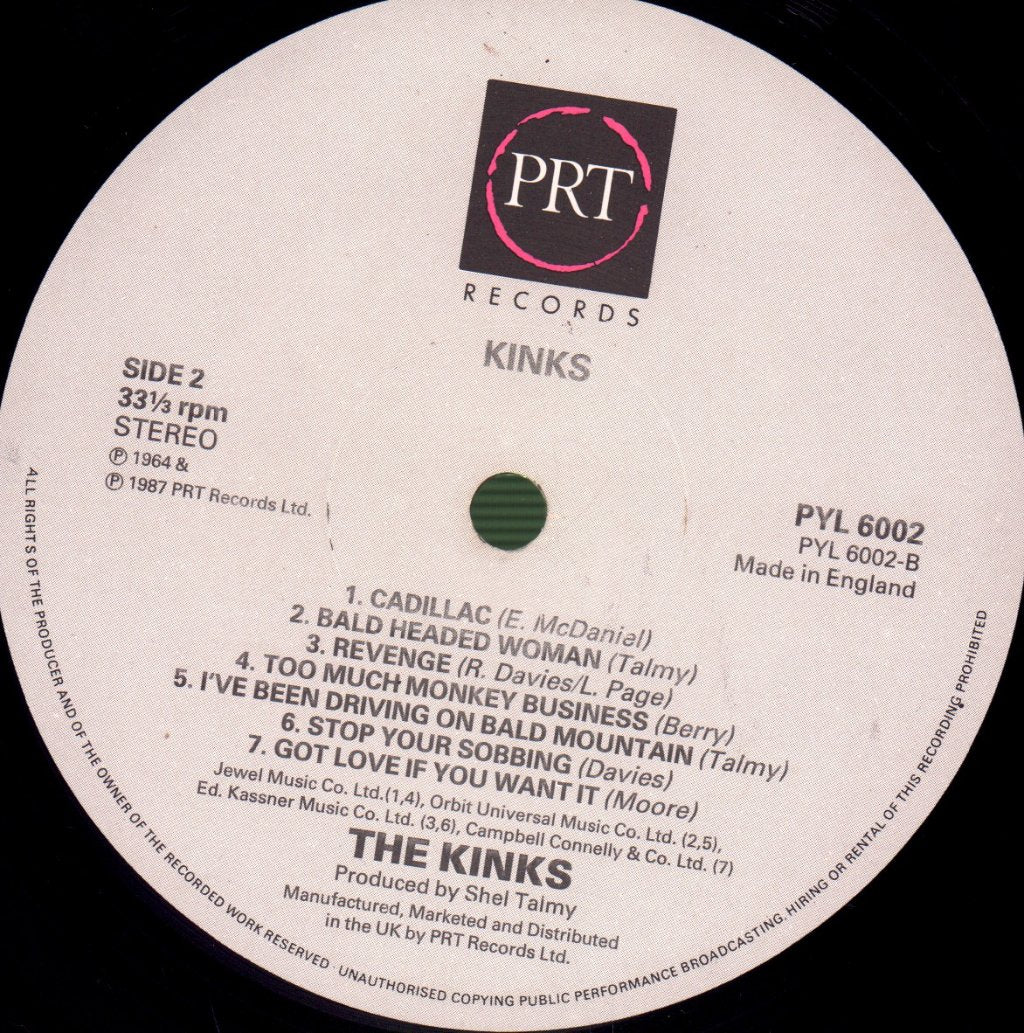 PRT
RECORDS
KINKS
SIDE 2
33⅓ rpm
STEREO
℗ 1964 &
℗ 1987 PRT Records Ltd.
PYL 6002
PYL 6002-B
Made in England
1. CADILLAC (E. McDaniel)
2. BALD HEADED WOMAN (Talmy)
3. REVENGE (R. Davies/L. Page)
4. TOO MUCH MONKEY BUSINESS (Berry)
5. I'VE BEEN DRIVING ON BALD MOUNTAIN (Talmy)
6. STOP YOUR SOBBING (Davies)
7. GOT LOVE IF YOU WANT IT (Moore)
Jewel Music Co. Ltd.(1,4), Orbit Universal Music Co. Ltd. (2,5),
Ed. Kassner Music Co. Ltd. (3,6), Campbell Connelly & Co. Ltd. (7)
THE KINKS
Produced by Shel Talmy
Manufactured, Marketed and Distributed
in the UK by PRT Records Ltd.
ALL RIGHTS OF THE PRODUCER AND OF THE OWNER OF THE RECORDED WORK RESERVED · UNAUTHORISED COPYING PUBLIC PERFORMANCE BROADCASTING, HIRING OR RENTAL OF THIS RECORDING PROHIBITED